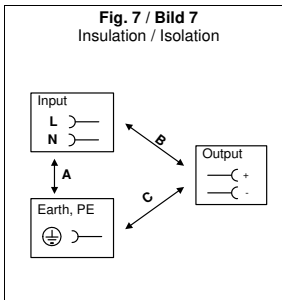 Fig. 7 / Bild 7
Insulation / Isolation
Input
L
N
B
A
Output
+
-
Earth, PE
C